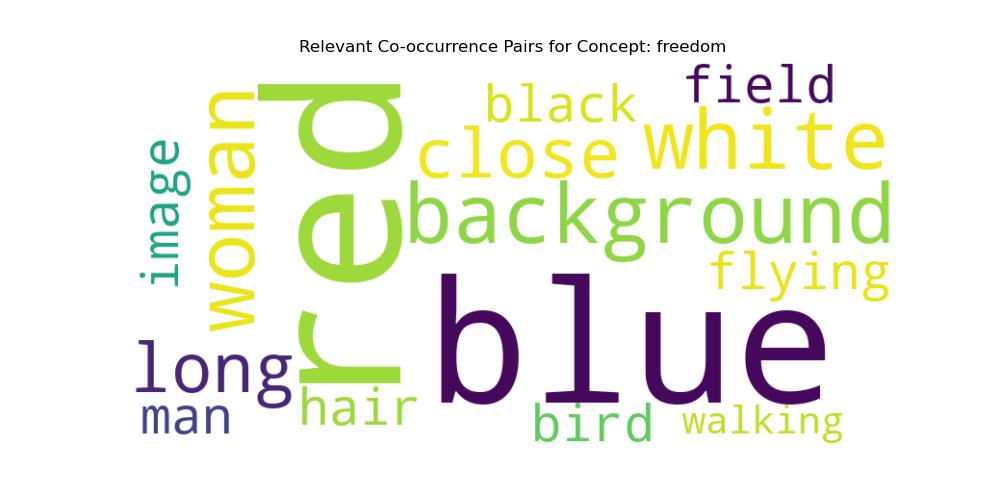 Relevant Co-occurrence Pairs for Concept: freedom
image
woman
red
black
field
close
white
background
flying
blue
long
man
hair
bird
walking